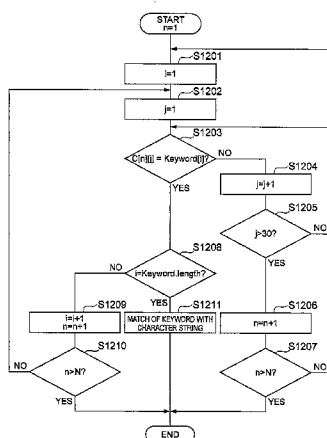 START
n=1
S1201
i=1
S1202
j=1
S1203
C[n][j] = Keyword[i]?
NO
YES
S1204
j=j+1
S1205
j>30?
NO
YES
S1208
i=Keyword.length?
NO
YES
S1209
i=i+1
n=n+1
S1211
MATCH OF KEYWORD WITH
CHARACTER STRING
S1206
n=n+1
S1210
n>N?
NO
YES
S1207
n>N?
NO
YES
END